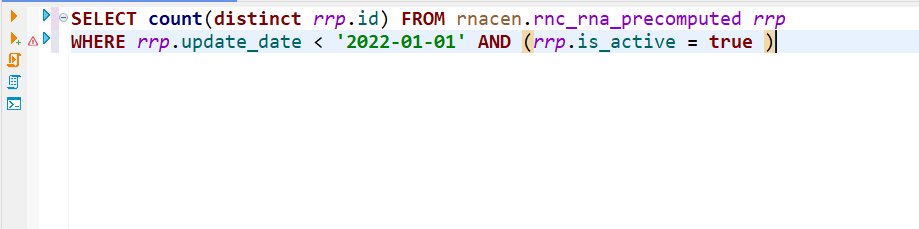 SELECT count(distinct rrp.id) FROM rnacen.rnc_rna_precomputed rrp
WHERE rrp.update_date < '2022-01-01' AND (rrp.is_active = true )